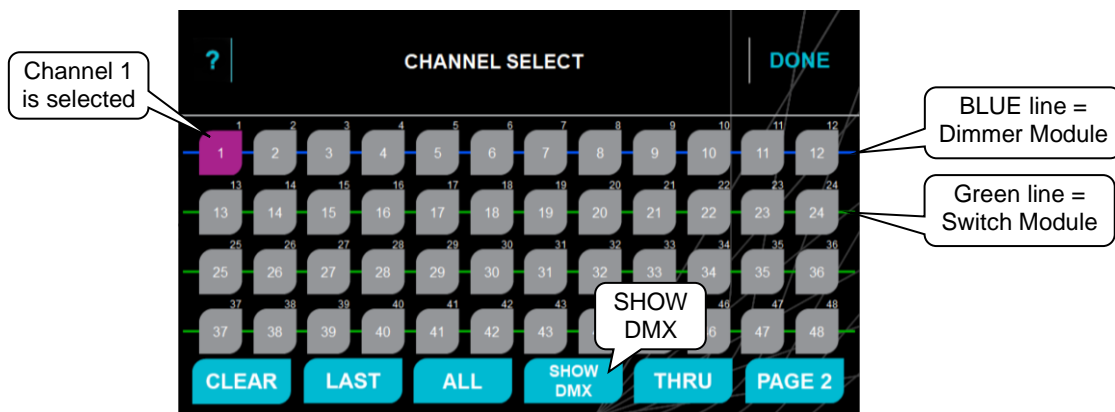 ? CHANNEL SELECT DONE
Channel 1
is selected
BLUE line =
Dimmer Module
1 2 3 4 5 6 7 8 9 10 11 12
1 2 3 4 5 6 7 8 9 10 11 12
Green line =
Switch Module
13 14 15 16 17 18 19 20 21 22 23 24
13 14 15 16 17 18 19 20 21 22 23 24
25 26 27 28 29 30 31 32 33 34 35 36
25 26 27 28 29 30 31 32 33 34 35 36
SHOW
DMX
37 38 39 40 41 42 43 46 47 48
37 38 39 40 41 42 43 46 47 48
CLEAR LAST ALL SHOW DMX THRU PAGE 2